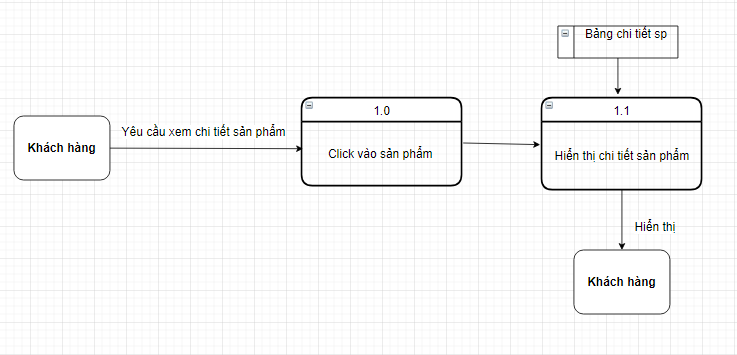 Bảng chi tiết sp
1.0
1.1
Yêu cầu xem chi tiết sản phẩm
Khách hàng
Click vào sản phẩm
Hiển thị chi tiết sản phẩm
Hiển thị
Khách hàng